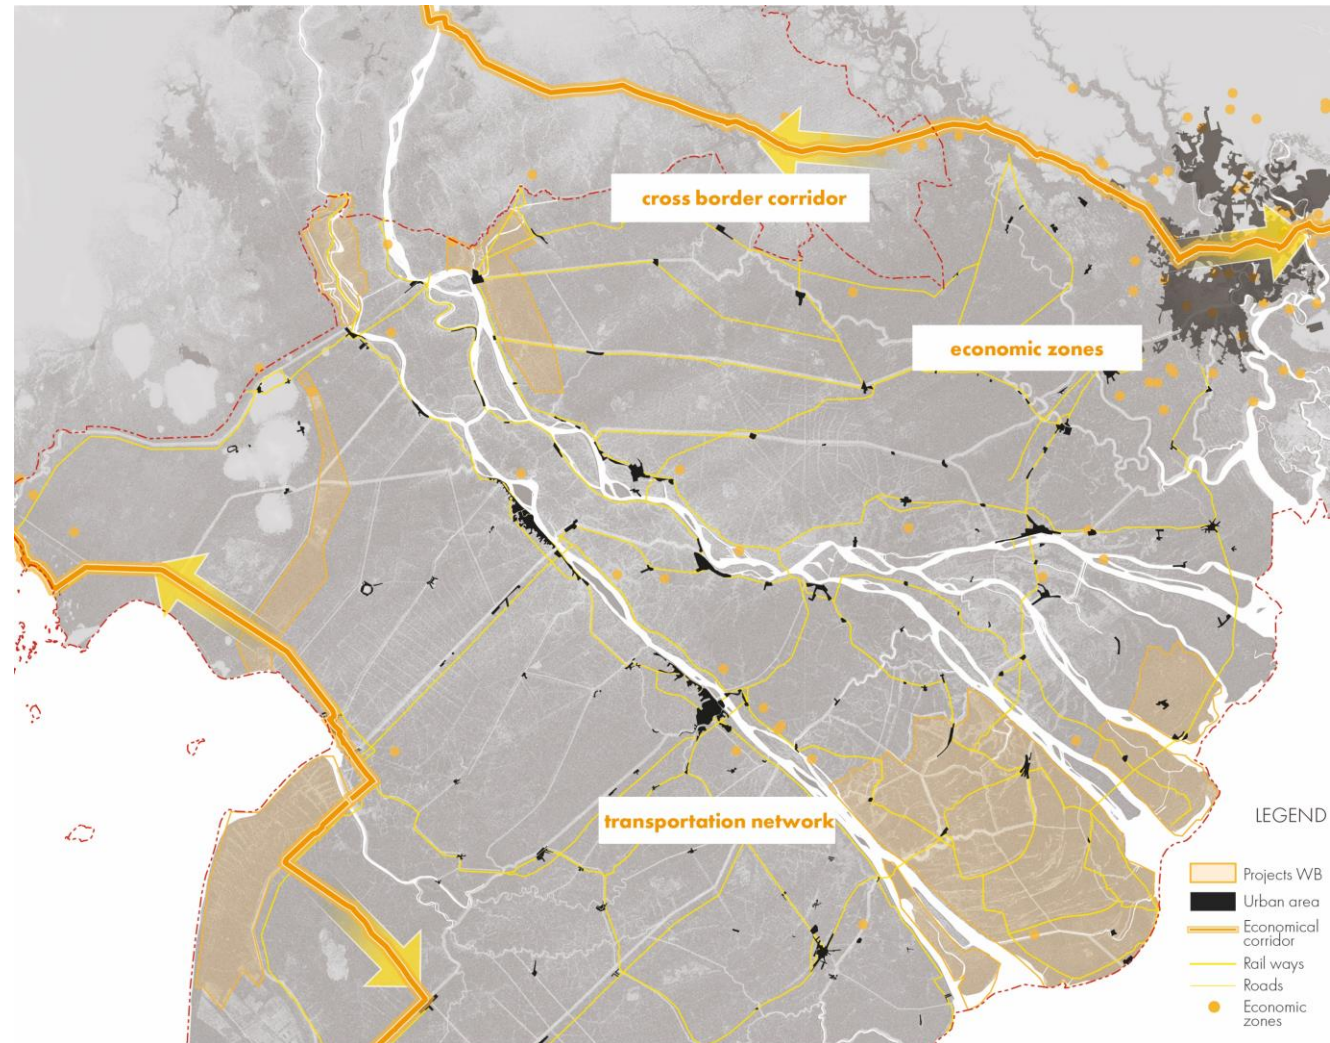 cross border corridor
economic zones
transportation network
LEGEND
Projects WB
Urban area
Economical
corridor
Rail ways
Roads
Economic
zones